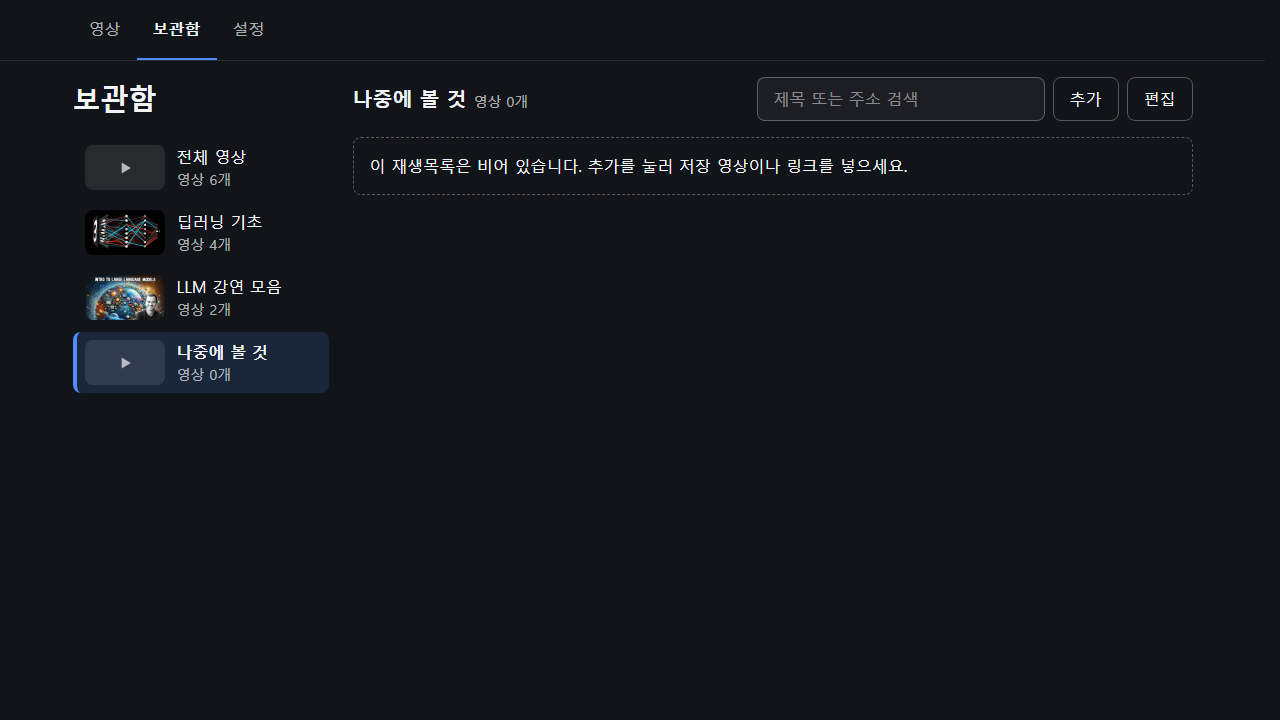 영상 보관함 설정
보관함
나중에 볼 것 영상 0개
제목 또는 주소 검색
추가
편집
이 재생목록은 비어 있습니다. 추가를 눌러 저장 영상이나 링크를 넣으세요.
전체 영상
영상 6개
딥러닝 기초
영상 4개
INTRO TO LARGE LANGUAGE MODELS
LLM 강연 모음
영상 2개
나중에 볼 것
영상 0개